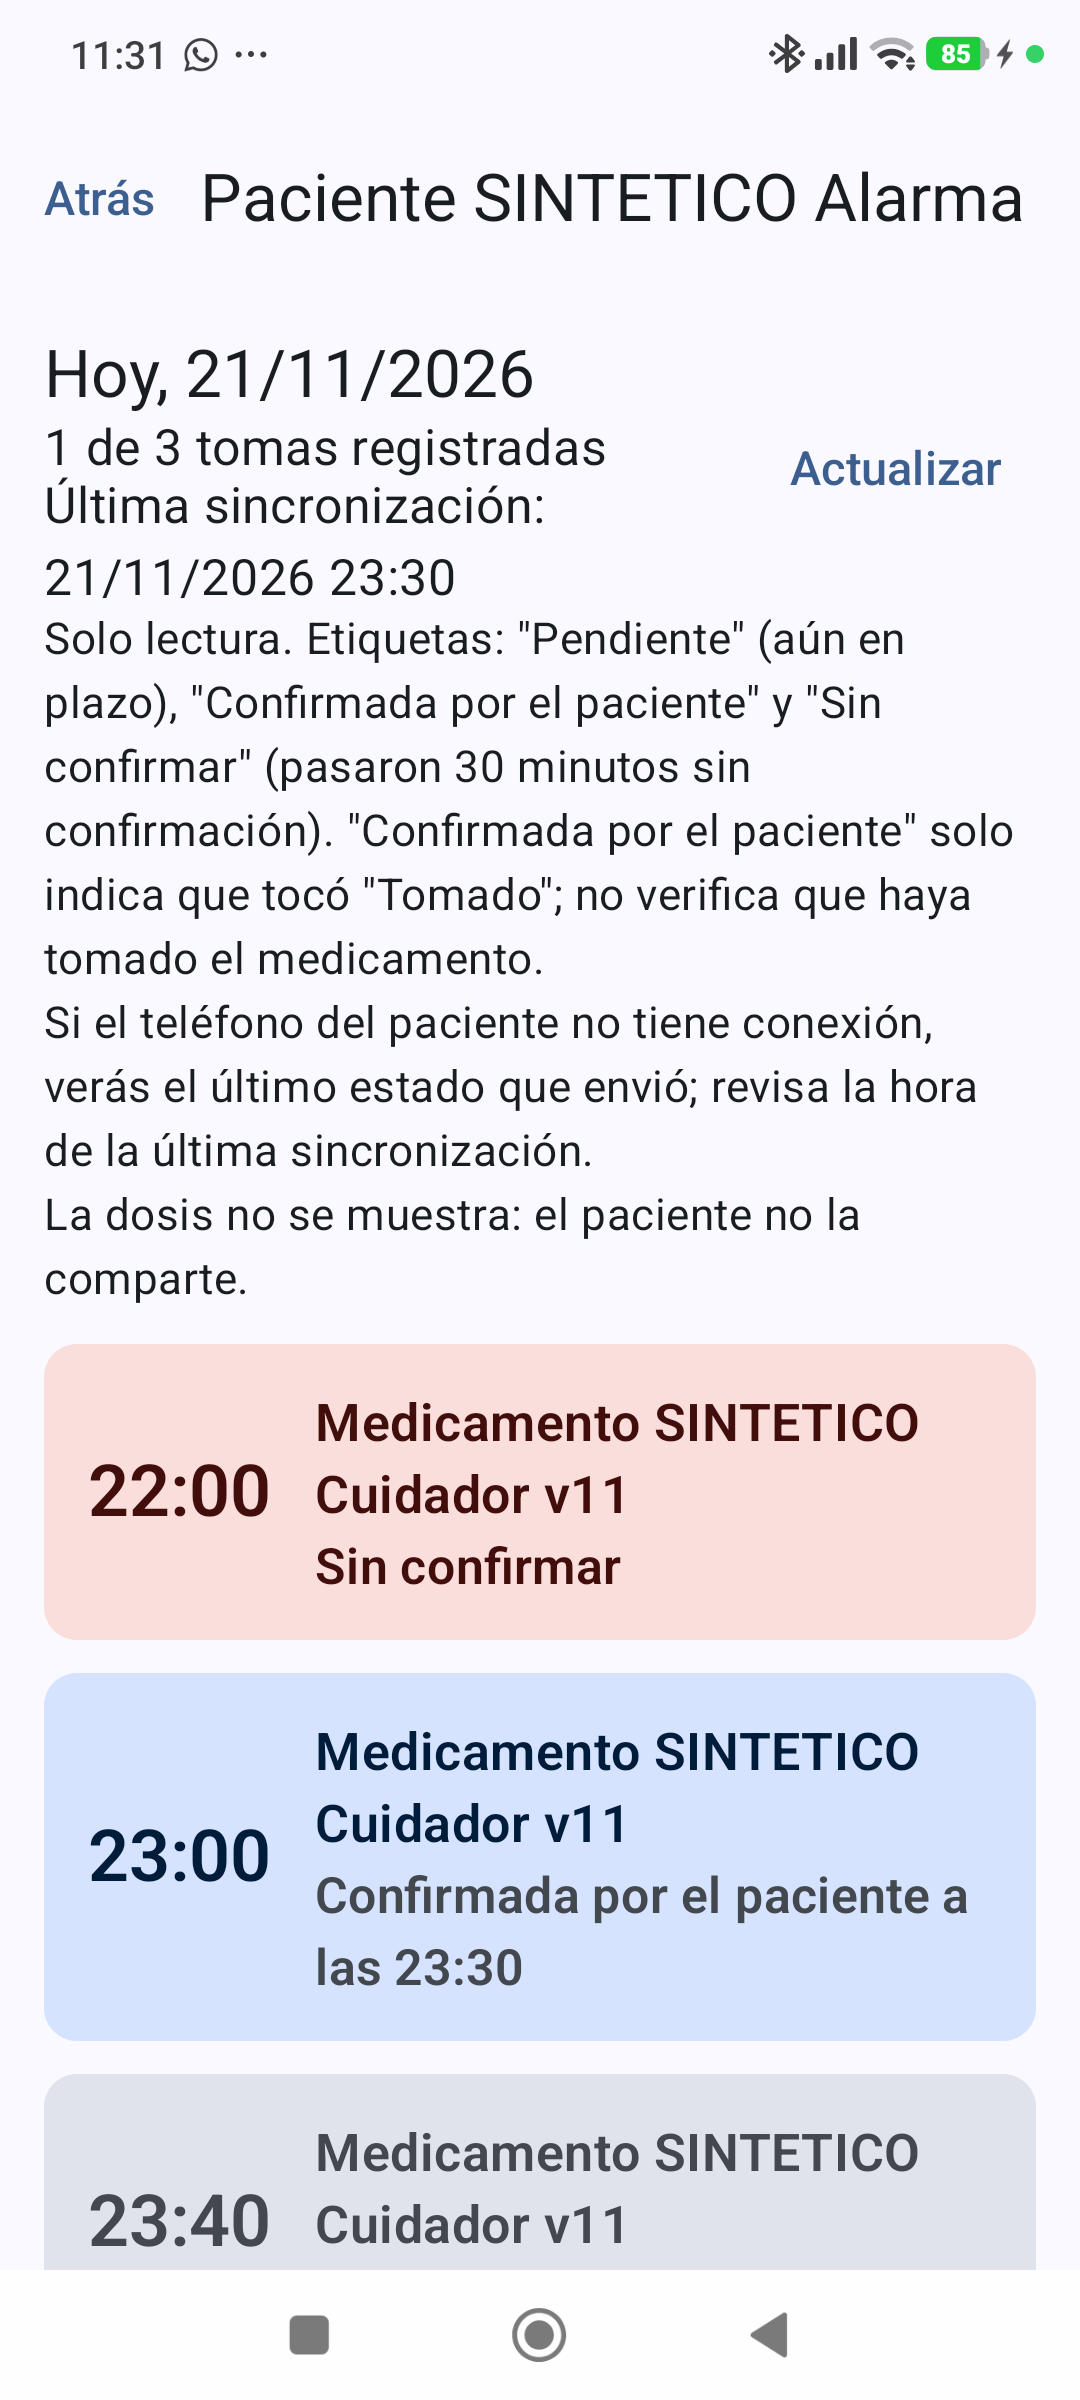 11:31
85
Atrás Paciente SINTETICO Alarma
Hoy, 21/11/2026
1 de 3 tomas registradas
Actualizar
Última sincronización:
21/11/2026 23:30
Solo lectura. Etiquetas: "Pendiente" (aún en
plazo), "Confirmada por el paciente" y "Sin
confirmar" (pasaron 30 minutos sin
confirmación). "Confirmada por el paciente" solo
indica que tocó "Tomado"; no verifica que haya
tomado el medicamento.
Si el teléfono del paciente no tiene conexión,
verás el último estado que envió; revisa la hora
de la última sincronización.
La dosis no se muestra: el paciente no la
comparte.
22:00
Medicamento SINTETICO
Cuidador v11
Sin confirmar
23:00
Medicamento SINTETICO
Cuidador v11
Confirmada por el paciente a
las 23:30
23:40
Medicamento SINTETICO
Cuidador v11